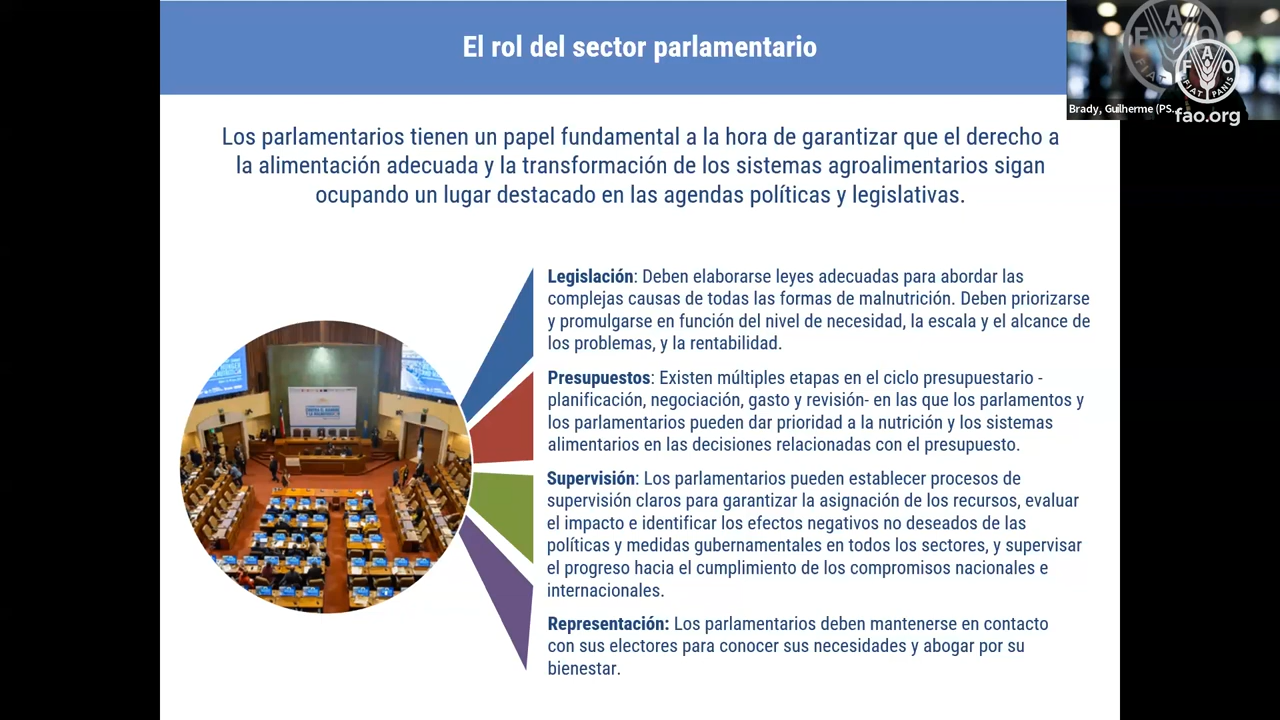 El rol del sector parlamentario
Los parlamentarios tienen un papel fundamental a la hora de garantizar que el derecho a
la alimentación adecuada y la transformación de los sistemas agroalimentarios sigan
ocupando un lugar destacado en las agendas políticas y legislativas.
Legislación: Deben elaborarse leyes adecuadas para abordar las
complejas causas de todas las formas de malnutrición. Deben priorizarse
y promulgarse en función del nivel de necesidad, la escala y el alcance de
los problemas, y la rentabilidad.
Presupuestos: Existen múltiples etapas en el ciclo presupuestario -
planificación, negociación, gasto y revisión- en las que los parlamentos y
los parlamentarios pueden dar prioridad a la nutrición y los sistemas
alimentarios en las decisiones relacionadas con el presupuesto.
Supervisión: Los parlamentarios pueden establecer procesos de
supervisión claros para garantizar la asignación de los recursos, evaluar
el impacto e identificar los efectos negativos no deseados de las
políticas y medidas gubernamentales en todos los sectores, y supervisar
el progreso hacia el cumplimiento de los compromisos nacionales e
internacionales.
Representación: Los parlamentarios deben mantenerse en contacto
con sus electores para conocer sus necesidades y abogar por su
bienestar.
Brady, Guilherme (PS...
FAO
FIAT PANIS
fao.org